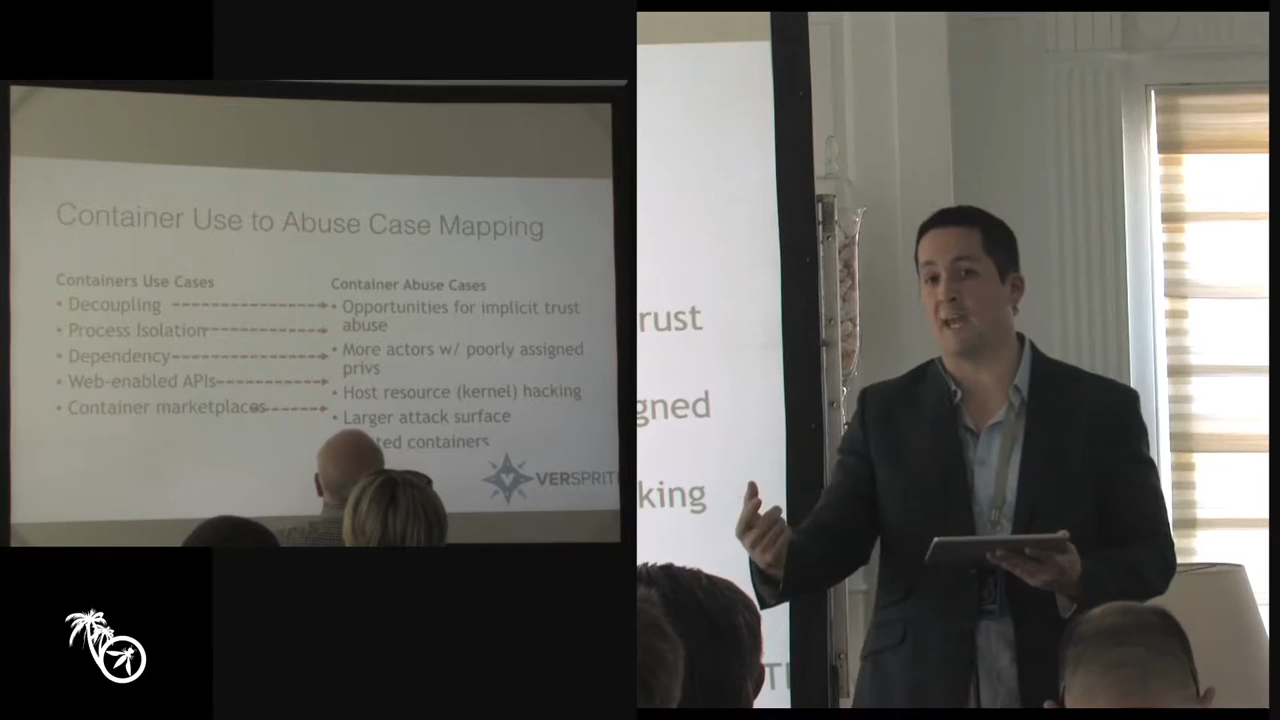 Container Use to Abuse Case Mapping
Containers Use Cases
• Decoupling
• Process Isolation
• Dependency
• Web-enabled APIs
• Container marketplaces
Container Abuse Cases
• Opportunities for implicit trust
abuse
• More actors w/ poorly assigned
privs
• Host resource (kernel) hacking
• Larger attack surface
ted containers
VERSPRIT
rust
gned
king